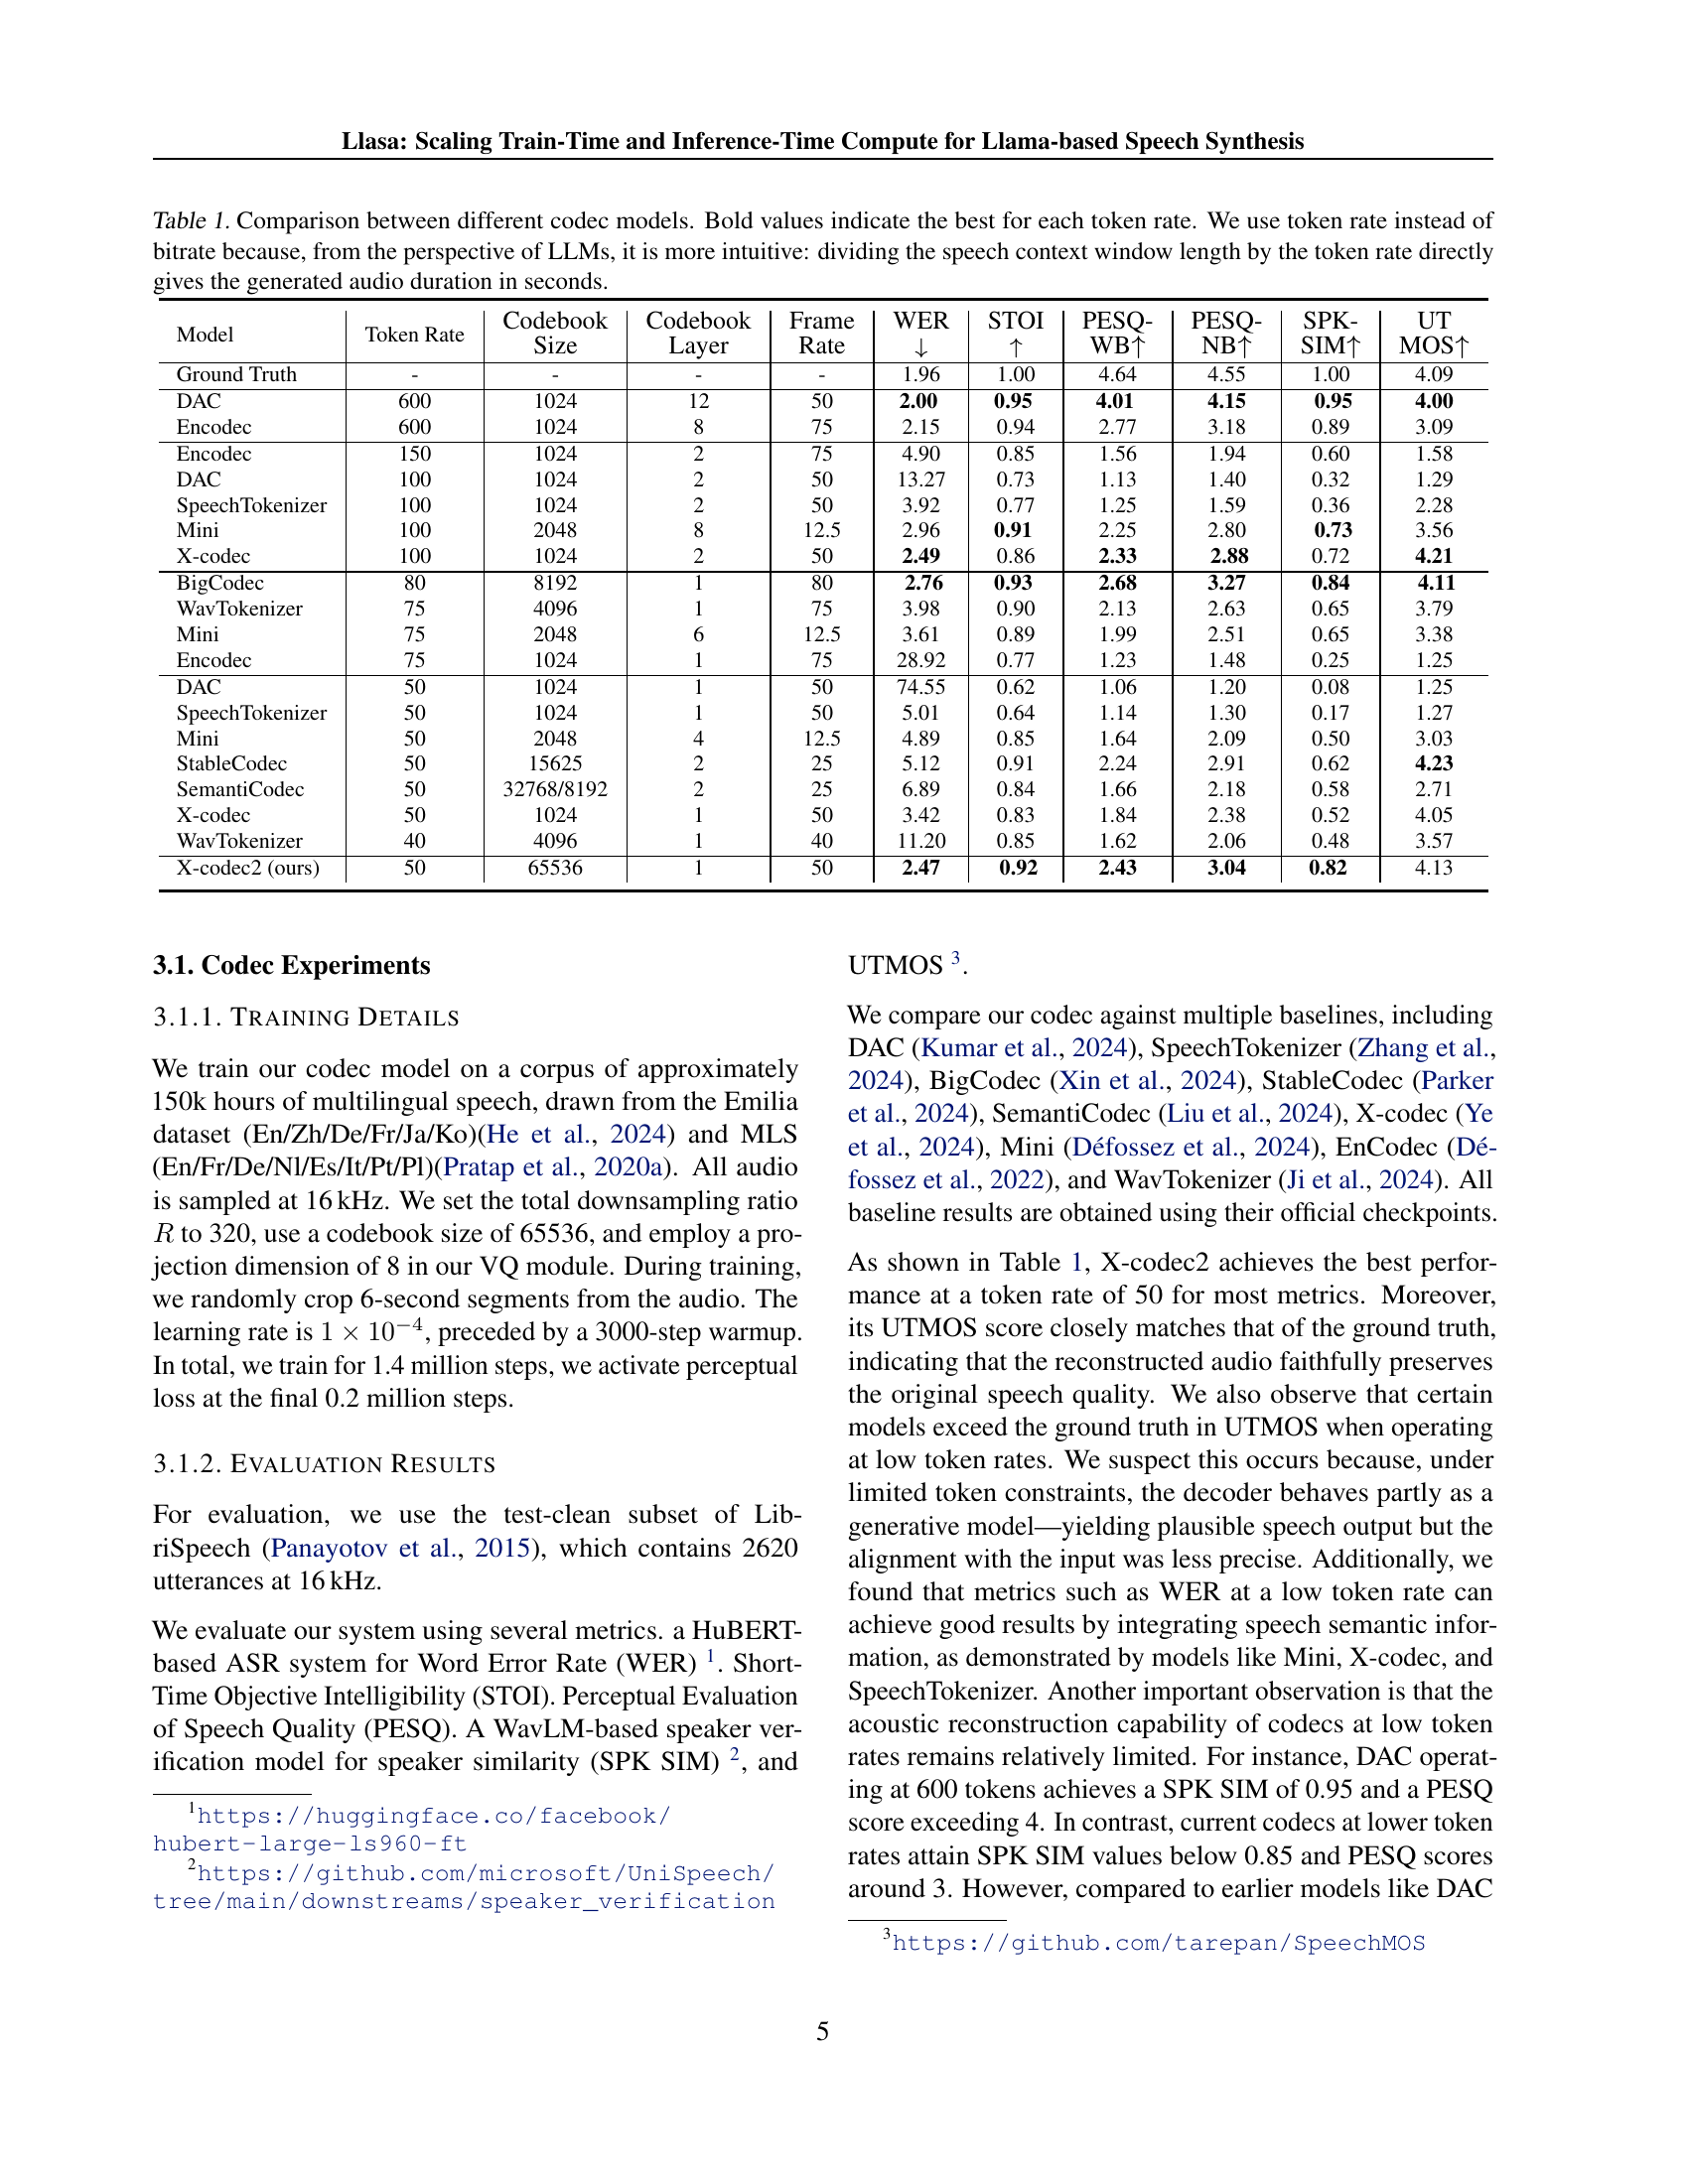 Llasa: Scaling Train-Time and Inference-Time Compute for Llama-based Speech Synthesis
Table 1. Comparison between different codec models. Bold values indicate the best for each token rate. We use token rate instead of
bitrate because, from the perspective of LLMs, it is more intuitive: dividing the speech context window length by the token rate directly
gives the generated audio duration in seconds.
Model Token Rate Codebook Size Codebook Layer Frame Rate WER ↓ STOI ↑ PESQ-WB↑ PESQ-NB↑ SPK-SIM↑ UT MOS↑
Ground Truth - - - - 1.96 1.00 4.64 4.55 1.00 4.09
DAC 600 1024 12 50 2.00 0.95 4.01 4.15 0.95 4.00
Encodec 600 1024 8 75 2.15 0.94 2.77 3.18 0.89 3.09
Encodec 150 1024 2 75 4.90 0.85 1.56 1.94 0.60 1.58
DAC 100 1024 2 50 13.27 0.73 1.13 1.40 0.32 1.29
SpeechTokenizer 100 1024 2 50 3.92 0.77 1.25 1.59 0.36 2.28
Mini 100 2048 8 12.5 2.96 0.91 2.25 2.80 0.73 3.56
X-codec 100 1024 2 50 2.49 0.86 2.33 2.88 0.72 4.21
BigCodec 80 8192 1 80 2.76 0.93 2.68 3.27 0.84 4.11
WavTokenizer 75 4096 1 75 3.98 0.90 2.13 2.63 0.65 3.79
Mini 75 2048 6 12.5 3.61 0.89 1.99 2.51 0.65 3.38
Encodec 75 1024 1 75 28.92 0.77 1.23 1.48 0.25 1.25
DAC 50 1024 1 50 74.55 0.62 1.06 1.20 0.08 1.25
SpeechTokenizer 50 1024 1 50 5.01 0.64 1.14 1.30 0.17 1.27
Mini 50 2048 4 12.5 4.89 0.85 1.64 2.09 0.50 3.03
StableCodec 50 15625 2 25 5.12 0.91 2.24 2.91 0.62 4.23
SemantiCodec 50 32768/8192 2 25 6.89 0.84 1.66 2.18 0.58 2.71
X-codec 50 1024 1 50 3.42 0.83 1.84 2.38 0.52 4.05
WavTokenizer 40 4096 1 40 11.20 0.85 1.62 2.06 0.48 3.57
X-codec2 (ours) 50 65536 1 50 2.47 0.92 2.43 3.04 0.82 4.13
3.1. Codec Experiments
3.1.1. TRAINING DETAILS
We train our codec model on a corpus of approximately
150k hours of multilingual speech, drawn from the Emilia
dataset (En/Zh/De/Fr/Ja/Ko)(He et al., 2024) and MLS
(En/Fr/De/Nl/Es/It/Pt/Pl)(Pratap et al., 2020a). All audio
is sampled at 16 kHz. We set the total downsampling ratio
R to 320, use a codebook size of 65536, and employ a pro-
jection dimension of 8 in our VQ module. During training,
we randomly crop 6-second segments from the audio. The
learning rate is 1 × 10⁻⁴, preceded by a 3000-step warmup.
In total, we train for 1.4 million steps, we activate perceptual
loss at the final 0.2 million steps.
3.1.2. EVALUATION RESULTS
For evaluation, we use the test-clean subset of Lib-
riSpeech (Panayotov et al., 2015), which contains 2620
utterances at 16 kHz.
We evaluate our system using several metrics. a HuBERT-
based ASR system for Word Error Rate (WER) ¹. Short-
Time Objective Intelligibility (STOI). Perceptual Evaluation
of Speech Quality (PESQ). A WavLM-based speaker ver-
ification model for speaker similarity (SPK SIM) ², and
¹https://huggingface.co/facebook/
hubert-large-ls960-ft
²https://github.com/microsoft/UniSpeech/
tree/main/downstreams/speaker_verification
UTMOS ³.
We compare our codec against multiple baselines, including
DAC (Kumar et al., 2024), SpeechTokenizer (Zhang et al.,
2024), BigCodec (Xin et al., 2024), StableCodec (Parker
et al., 2024), SemantiCodec (Liu et al., 2024), X-codec (Ye
et al., 2024), Mini (Défossez et al., 2024), EnCodec (Dé-
fossez et al., 2022), and WavTokenizer (Ji et al., 2024). All
baseline results are obtained using their official checkpoints.
As shown in Table 1, X-codec2 achieves the best perfor-
mance at a token rate of 50 for most metrics. Moreover,
its UTMOS score closely matches that of the ground truth,
indicating that the reconstructed audio faithfully preserves
the original speech quality. We also observe that certain
models exceed the ground truth in UTMOS when operating
at low token rates. We suspect this occurs because, under
limited token constraints, the decoder behaves partly as a
generative model—yielding plausible speech output but the
alignment with the input was less precise. Additionally, we
found that metrics such as WER at a low token rate can
achieve good results by integrating speech semantic infor-
mation, as demonstrated by models like Mini, X-codec, and
SpeechTokenizer. Another important observation is that the
acoustic reconstruction capability of codecs at low token
rates remains relatively limited. For instance, DAC operat-
ing at 600 tokens achieves a SPK SIM of 0.95 and a PESQ
score exceeding 4. In contrast, current codecs at lower token
rates attain SPK SIM values below 0.85 and PESQ scores
around 3. However, compared to earlier models like DAC
³https://github.com/tarepan/SpeechMOS
5